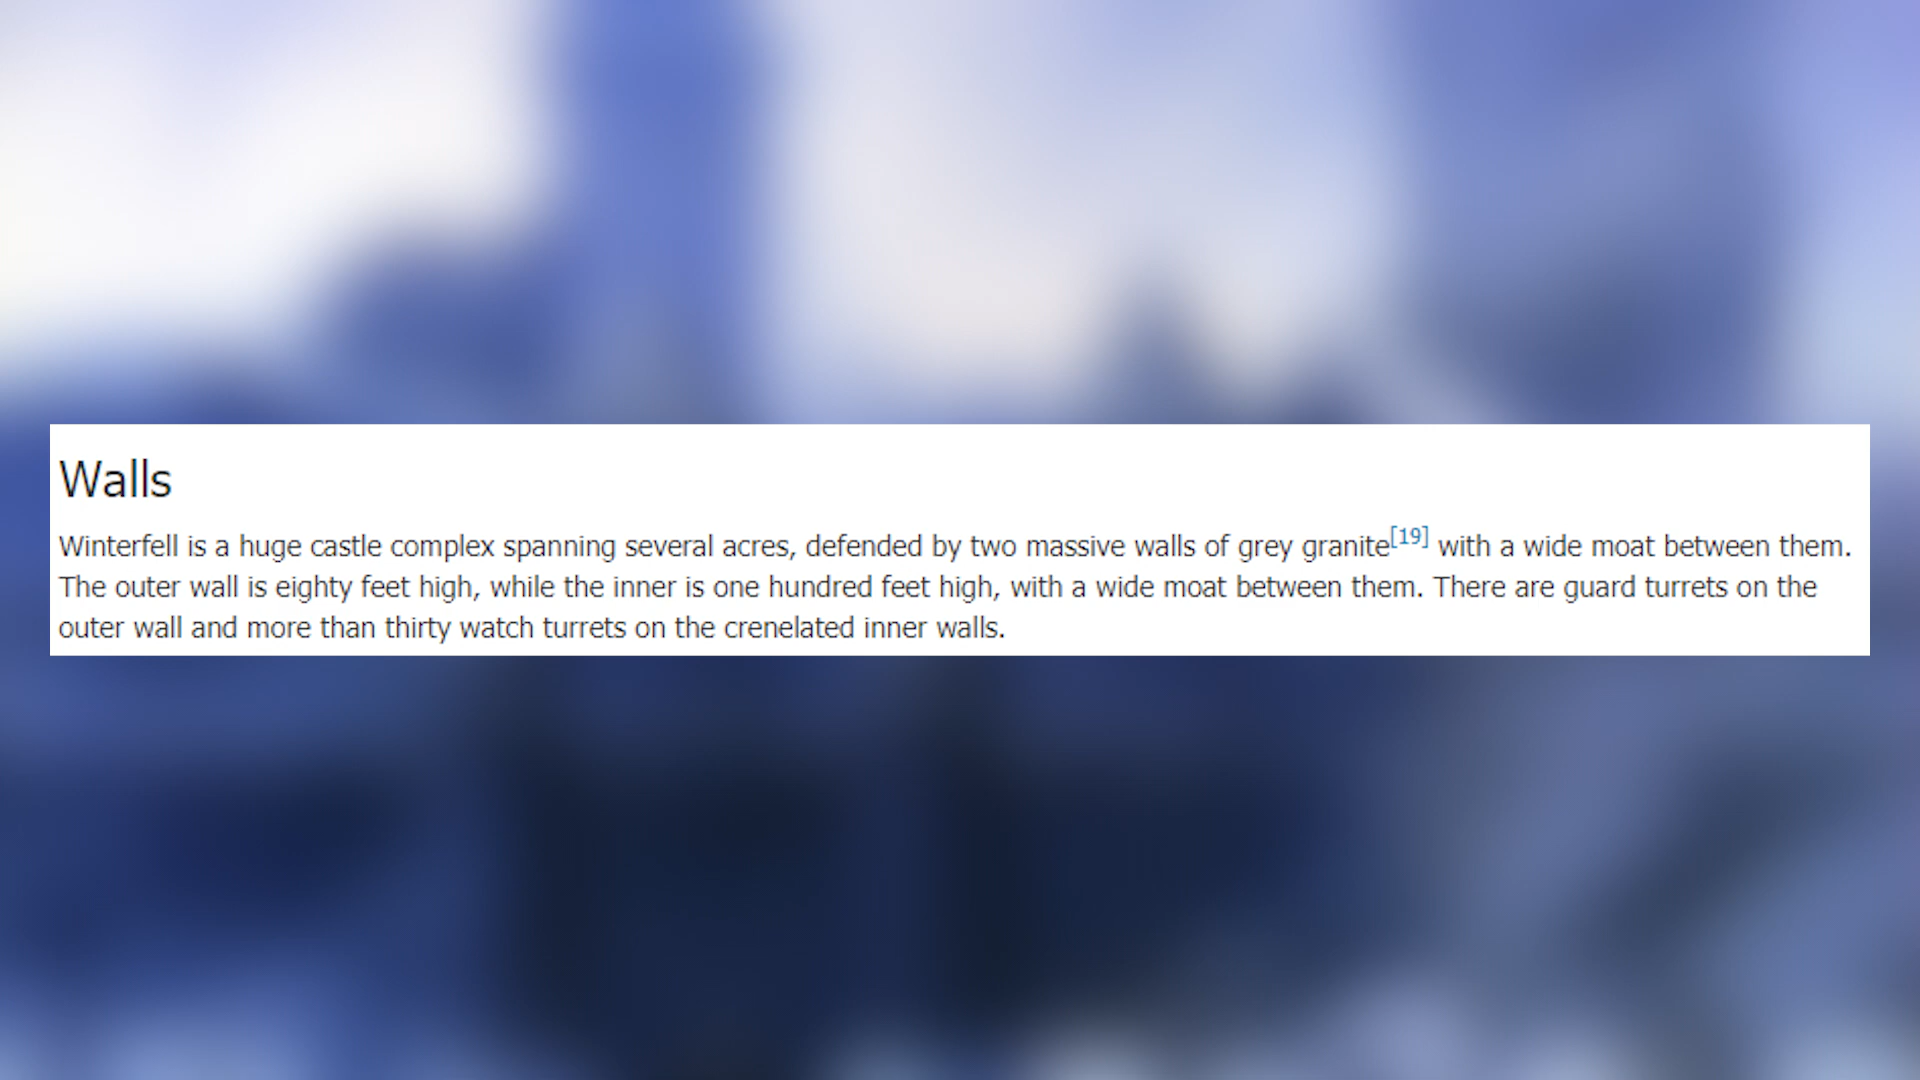 Walls
Winterfell is a huge castle complex spanning several acres, defended by two massive walls of grey granite[19] with a wide moat between them.
The outer wall is eighty feet high, while the inner is one hundred feet high, with a wide moat between them. There are guard turrets on the
outer wall and more than thirty watch turrets on the crenelated inner walls.